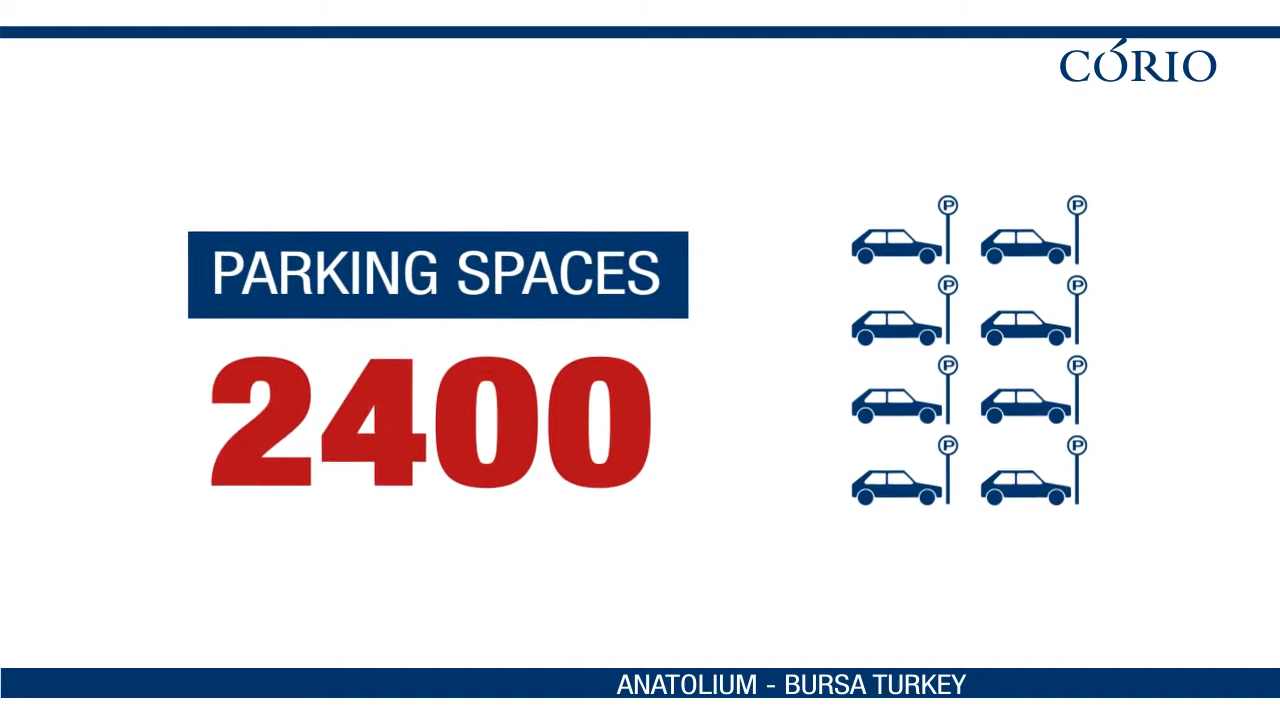 CÓRIO
PARKING SPACES
2400
P P
P P
P P
P P
ANATOLIUM - BURSA TURKEY